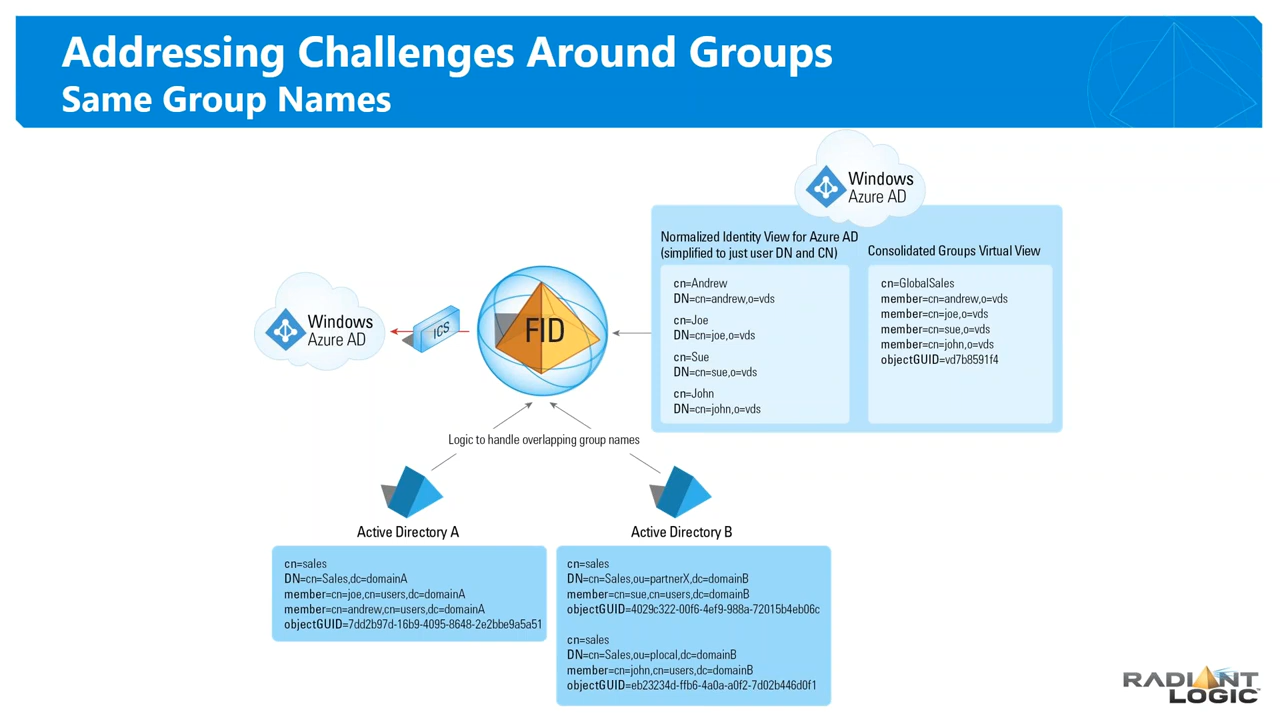 Addressing Challenges Around Groups
Same Group Names
Windows
Azure AD
Normalized Identity View for Azure AD
(simplified to just user DN and CN)
cn=Andrew
DN=cn=andrew,o=vds
cn=Joe
DN=cn=joe,o=vds
cn=Sue
DN=cn=sue,o=vds
cn=John
DN=cn=john,o=vds
Consolidated Groups Virtual View
cn=GlobalSales
member=cn=andrew,o=vds
member=cn=joe,o=vds
member=cn=sue,o=vds
member=cn=john,o=vds
objectGUID=vd7b8591f4
Windows
Azure AD
ICS
FID
Logic to handle overlapping group names
Active Directory A
cn=sales
DN=cn=Sales,dc=domainA
member=cn=joe,cn=users,dc=domainA
member=cn=andrew,cn=users,dc=domainA
objectGUID=7dd2b97d-16b9-4095-8648-2e2bbe9a5a51
Active Directory B
cn=sales
DN=cn=Sales,ou=partnerX,dc=domainB
member=cn=sue,cn=users,dc=domainB
objectGUID=4029c322-00f6-4ef9-988a-72015b4eb06c
cn=sales
DN=cn=Sales,ou=plocal,dc=domainB
member=cn=john,cn=users,dc=domainB
objectGUID=eb23234d-ffb6-4a0a-a0f2-7d02b446d0f1
RADIANT
LOGIC